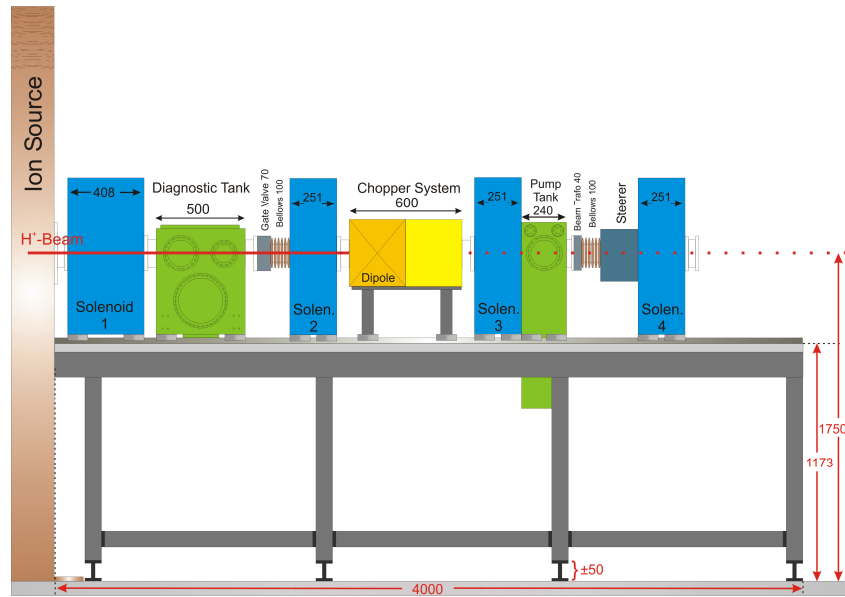 Ion Source
H⁺-Beam
408
Solenoid
1
Diagnostic Tank
500
Gate Valve 70
Bellows 100
251
Solen.
2
Chopper System
600
Dipole
251
Solen.
3
Pump
Tank
240
Beam Trafo 40
Bellows 100
Steerer
251
Solen.
4
1750
1173
±50
4000